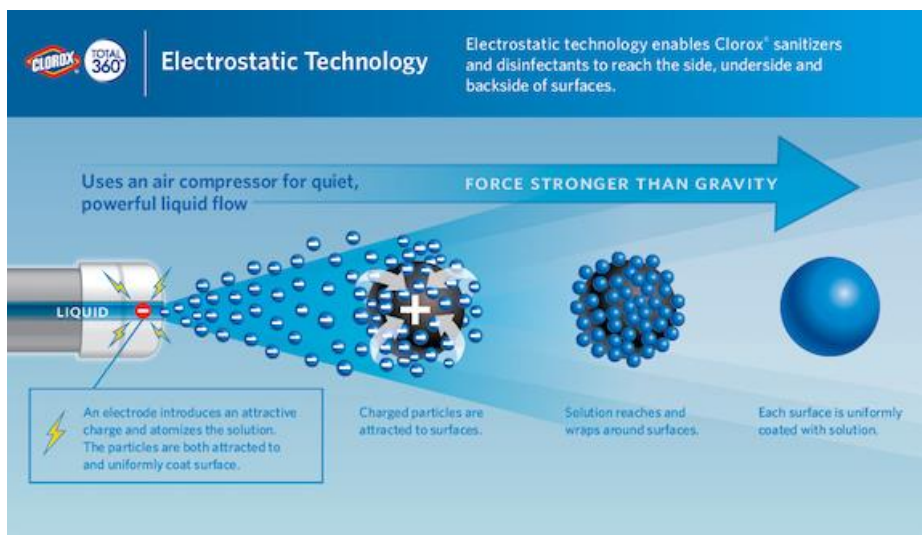 CLOROX
TOTAL
360°
Electrostatic Technology
Electrostatic technology enables Clorox® sanitizers
and disinfectants to reach the side, underside and
backside of surfaces.
Uses an air compressor for quiet,
powerful liquid flow
FORCE STRONGER THAN GRAVITY
LIQUID
An electrode introduces an attractive
charge and atomizes the solution.
The particles are both attracted to
and uniformly coat surface.
Charged particles are
attracted to surfaces.
Solution reaches and
wraps around surfaces.
Each surface is uniformly
coated with solution.